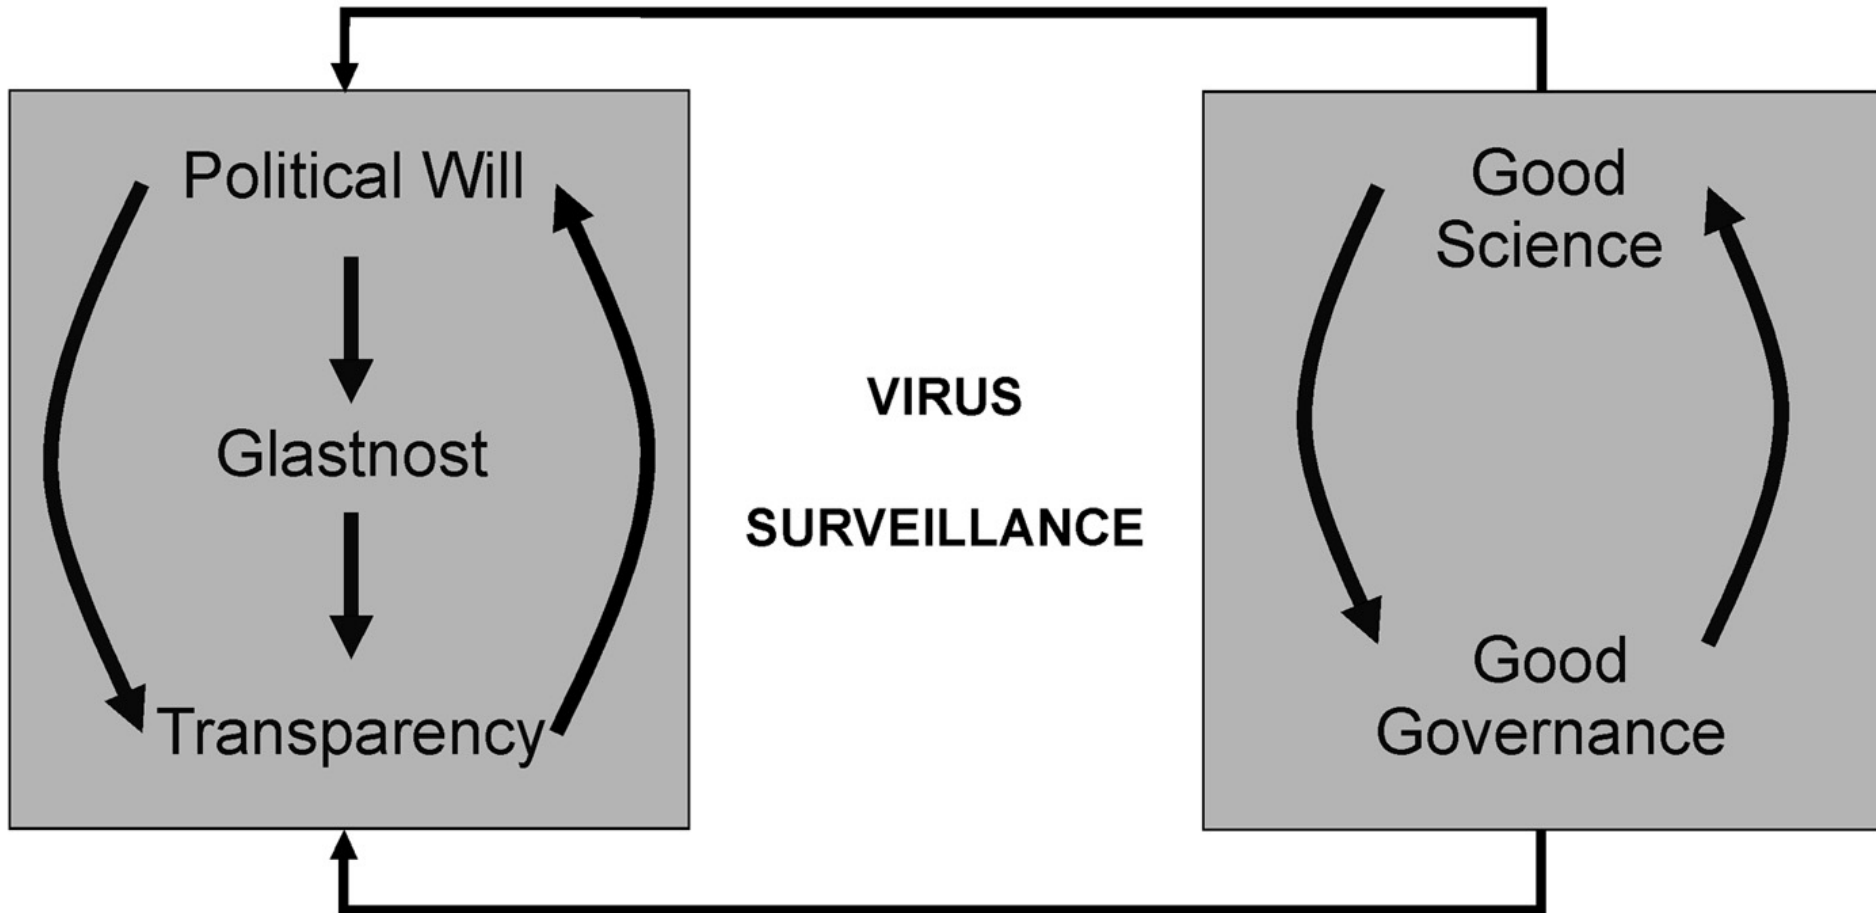 Political Will
Glastnost
Transparency
VIRUS
SURVEILLANCE
Good
Science
Good
Governance